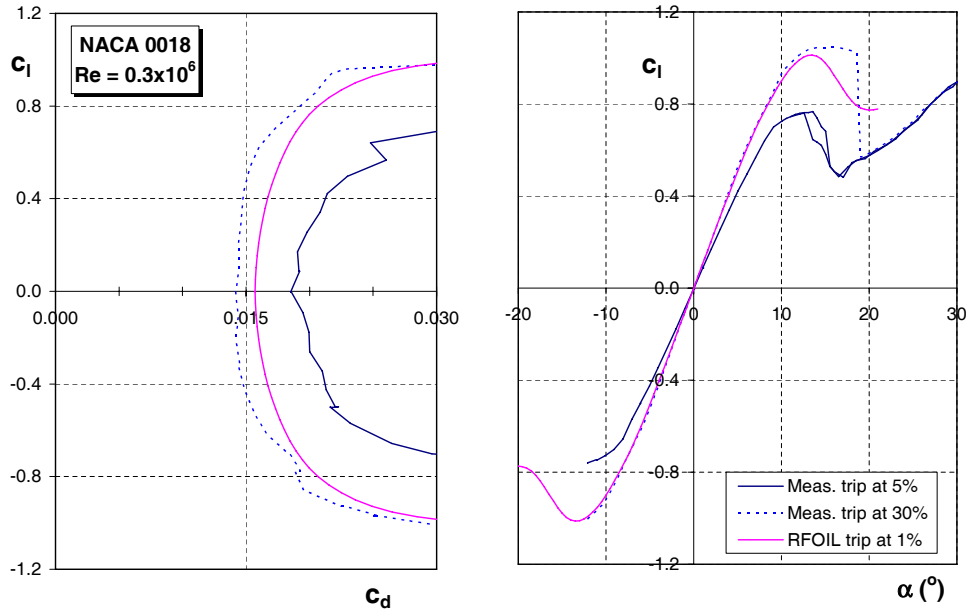 NACA 0018
Re = 0.3x10^6
c_l
1.2
0.8
0.4
0.0
-0.4
-0.8
-1.2
0.000
0.015
0.030
c_d
c_l
1.2
0.8
0.4
0.0
-0.4
-0.8
-1.2
-20
-10
0
10
20
30
α (°)
Meas. trip at 5%
Meas. trip at 30%
RFOIL trip at 1%